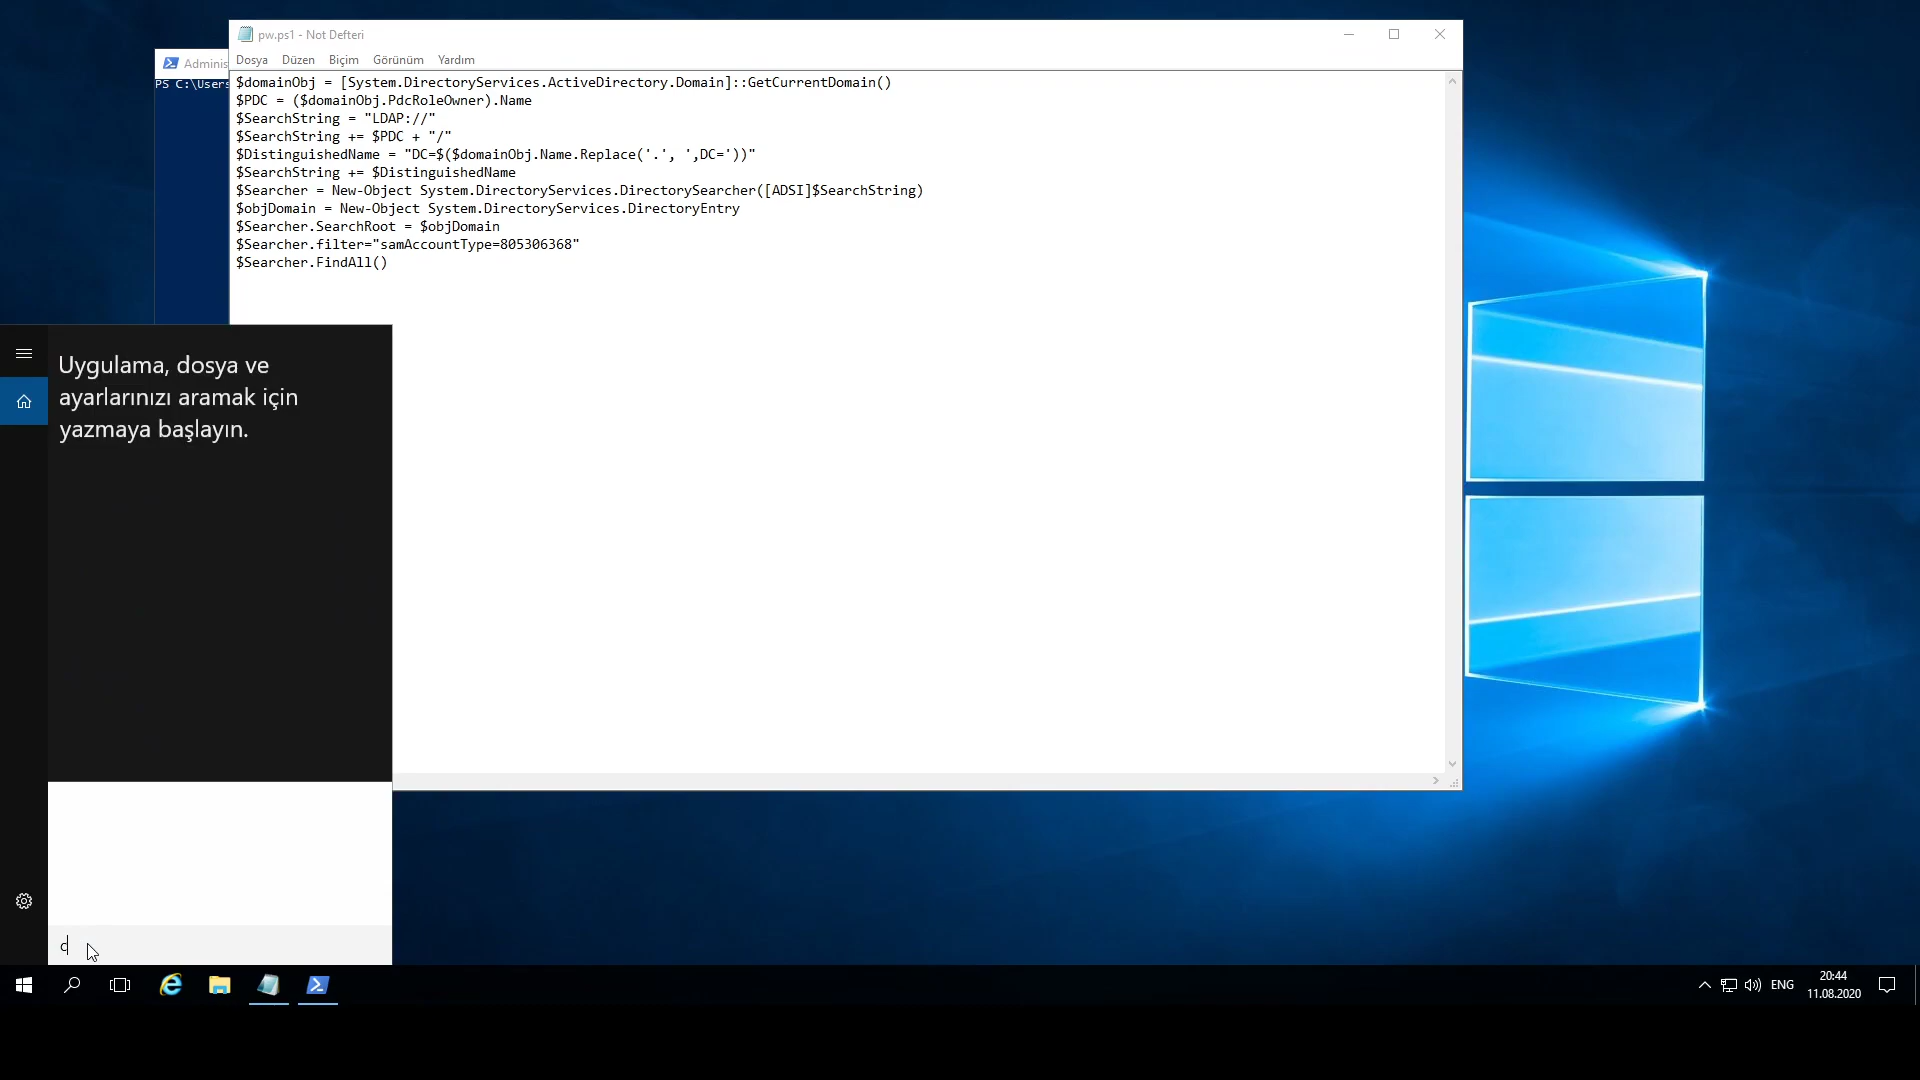 pw.ps1 - Not Defteri
Adminis
Dosya Düzen Biçim Görünüm Yardım
PS C:\Users
$domainObj = [System.DirectoryServices.ActiveDirectory.Domain]::GetCurrentDomain()
$PDC = ($domainObj.PdcRoleOwner).Name
$SearchString = "LDAP://"
$SearchString += $PDC + "/"
$DistinguishedName = "DC=$($domainObj.Name.Replace('.', ',DC='))"
$SearchString += $DistinguishedName
$Searcher = New-Object System.DirectoryServices.DirectorySearcher([ADSI]$SearchString)
$objDomain = New-Object System.DirectoryServices.DirectoryEntry
$Searcher.SearchRoot = $objDomain
$Searcher.filter="samAccountType=805306368"
$Searcher.FindAll()
Uygulama, dosya ve
ayarlarınızı aramak için
yazmaya başlayın.
c
ENG
20:44
11.08.2020